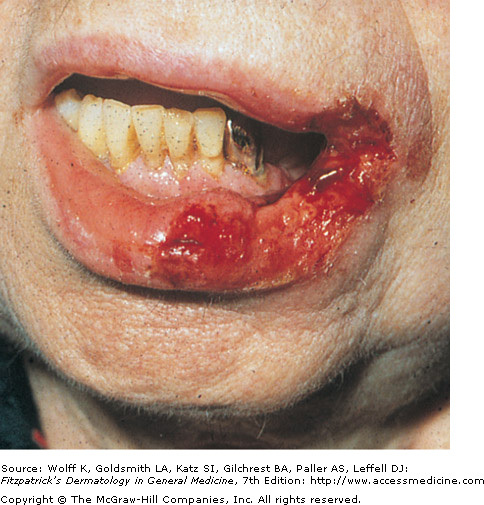 Source: Wolff K, Goldsmith LA, Katz SI, Gilchrest BA, Paller AS, Leffell DJ:
Fitzpatrick's Dermatology in General Medicine, 7th Edition: http://www.accessmedicine.com
Copyright © The McGraw-Hill Companies, Inc. All rights reserved.